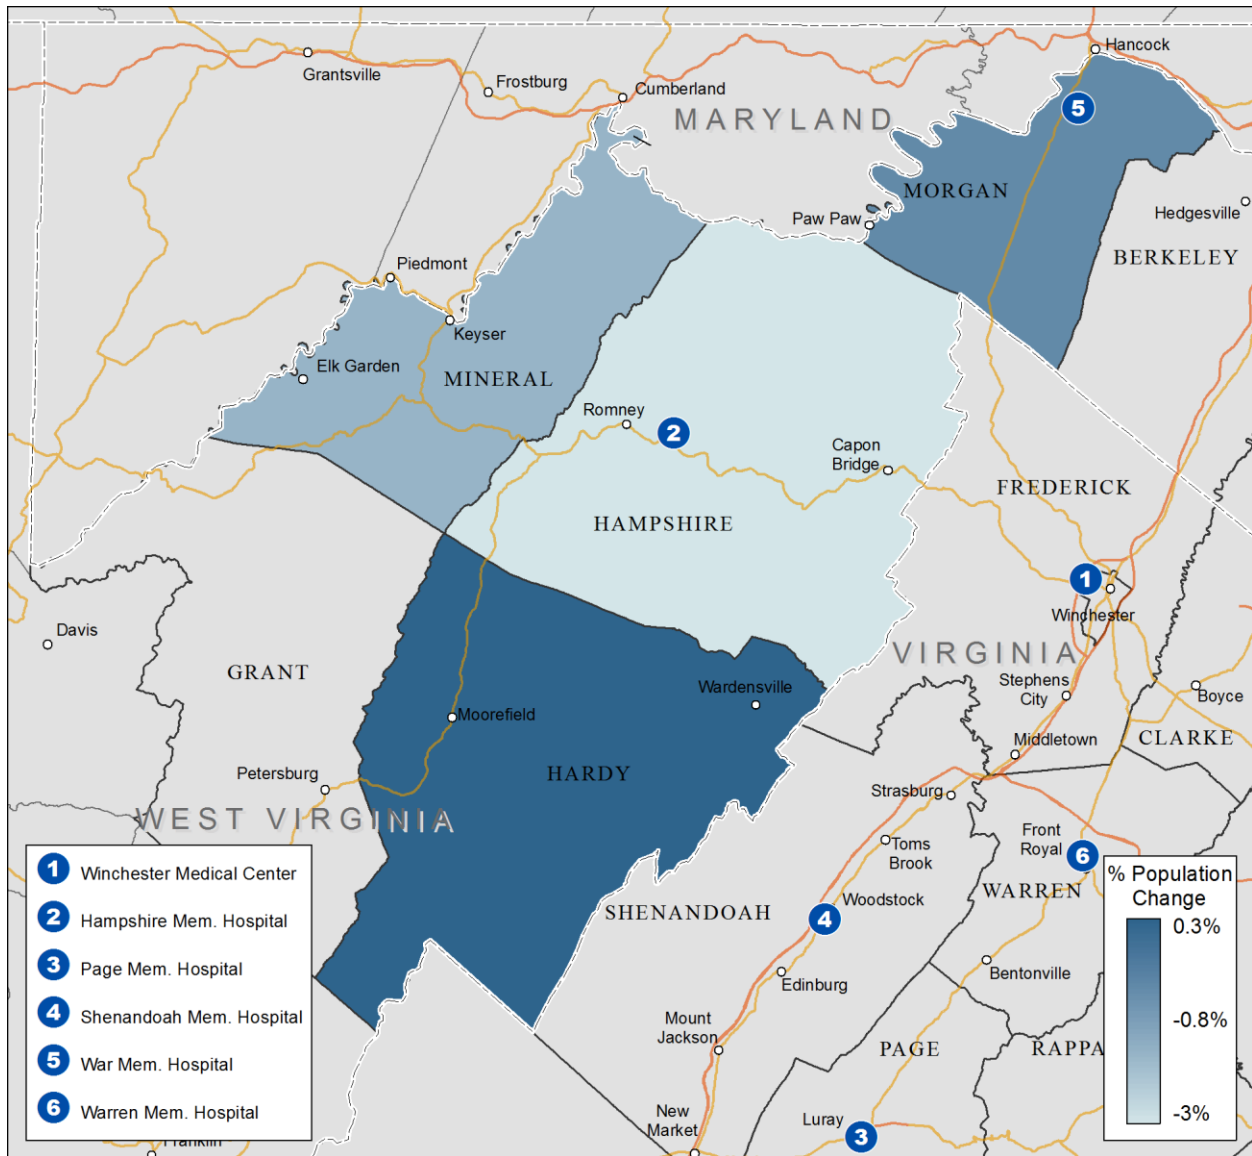 Hancock
Grantsville
Frostburg
Cumberland
MARYLAND
5
MORGAN
Paw Paw
Hedgesville
BERKELEY
Piedmont
Keyser
Elk Garden
MINERAL
Romney
2
Capon
Bridge
FREDERICK
HAMPSHIRE
1
Winchester
Davis
VIRGINIA
GRANT
Wardensville
Stephens
City
Boyce
Moorefield
Middletown
CLARKE
HARDY
Petersburg
Strasburg
WEST VIRGINIA
Toms
Brook
Front
Royal
6
WARREN
Woodstock
SHENANDOAH
4
Bentonville
Edinburg
Mount
Jackson
PAGE
RAPPA
New
Market
Luray
3
Franklin
1 Winchester Medical Center
2 Hampshire Mem. Hospital
3 Page Mem. Hospital
4 Shenandoah Mem. Hospital
5 War Mem. Hospital
6 Warren Mem. Hospital
% Population
Change
0.3%
-0.8%
-3%